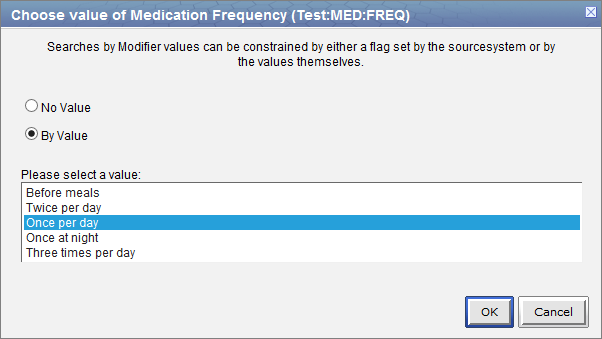 Choose value of Medication Frequency (Test:MED:FREQ)
Searches by Modifier values can be constrained by either a flag set by the sourcesystem or by
the values themselves.
No Value
By Value
Please select a value:
Before meals
Twice per day
Once per day
Once at night
Three times per day
OK Cancel